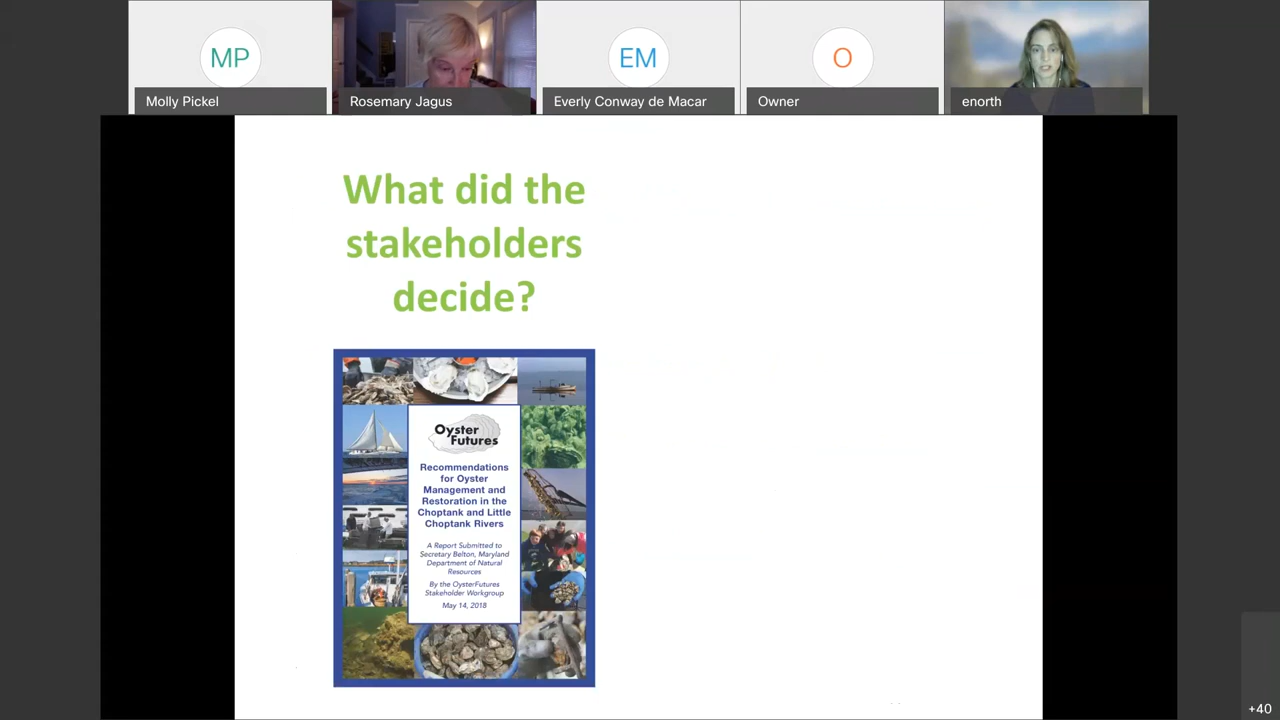 MP
EM
O
Molly Pickel
Rosemary Jagus
Everly Conway de Macar
Owner
enorth
What did the
stakeholders
decide?
Oyster
Futures
Recommendations
for Oyster
Management and
Restoration in the
Choptank and Little
Choptank Rivers
A Report Submitted to
Secretary Belton, Maryland
Department of Natural
Resources
By the OysterFutures
Stakeholder Workgroup
May 14, 2018
+40